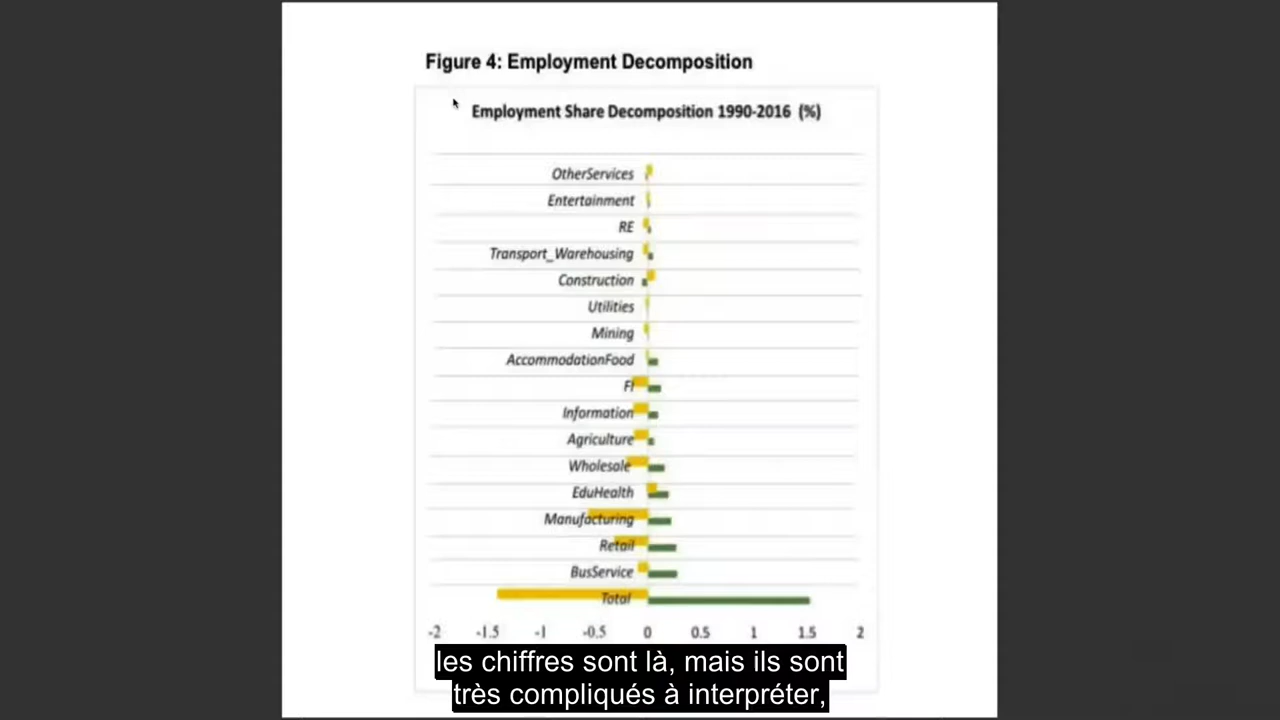 Figure 4: Employment Decomposition
Employment Share Decomposition 1990-2016 (%)
OtherServices
Entertainment
RE
Transport_Warehousing
Construction
Utilities
Mining
AccommodationFood
FI
Information
Agriculture
Wholesale
EduHealth
Manufacturing
Retail
BusService
Total
-2 -1.5 -1 -0.5 0 0.5 1 1.5 2
les chiffres sont là, mais ils sont
très compliqués à interpréter,